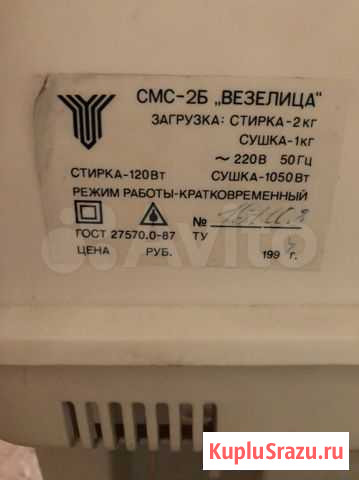 СМС-2Б „ВЕЗЕЛИЦА"
ЗАГРУЗКА: СТИРКА-2кг
СУШКА-1кг
~ 220В 50Гц
СТИРКА-120Вт СУШКА-1050Вт
РЕЖИМ РАБОТЫ-КРАТКОВРЕМЕННЫЙ
№
ГОСТ 27570.0-87 ТУ
ЦЕНА РУБ. 199 г.
Avito
KupluSrazu.ru